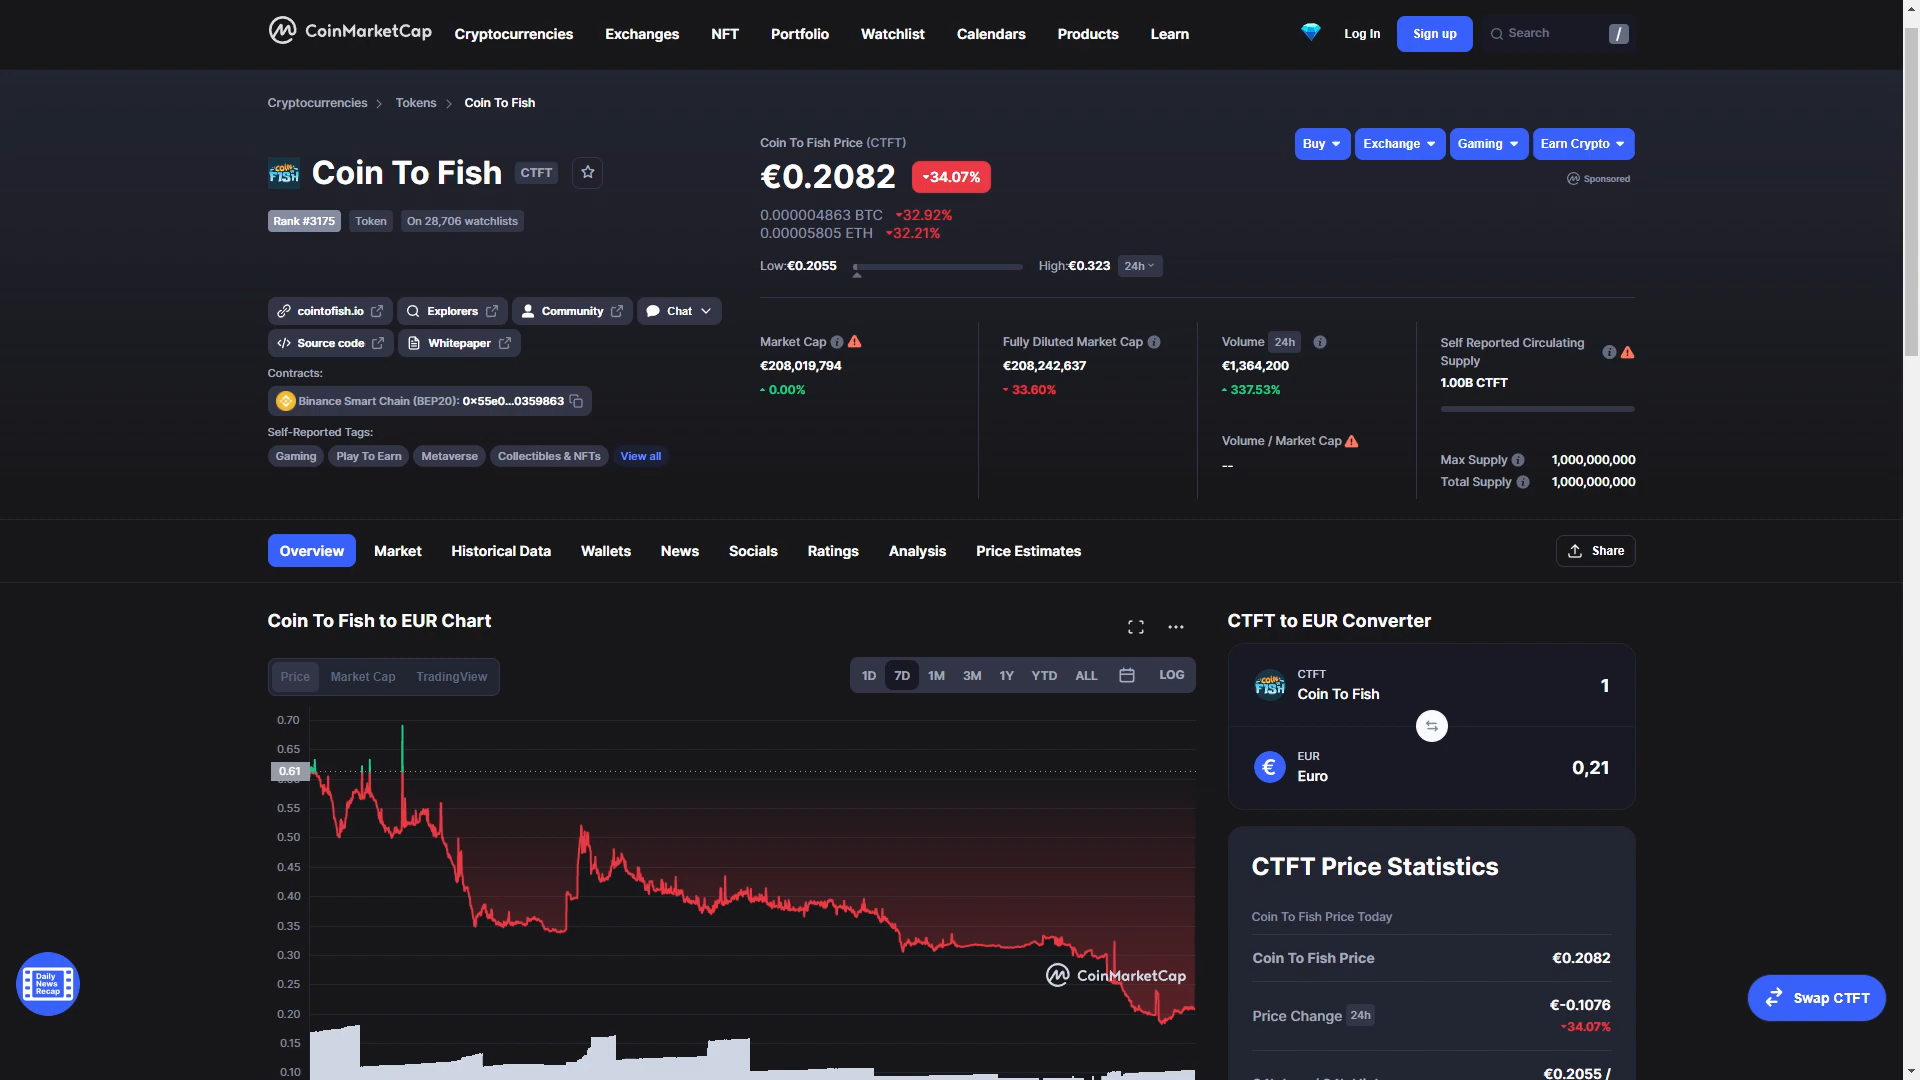 CoinMarketCap
Cryptocurrencies
Exchanges
NFT
Portfolio
Watchlist
Calendars
Products
Learn
Log In
Sign up
Search
/
Cryptocurrencies > Tokens > Coin To Fish
COIN FISH
Coin To Fish
CTFT
Rank #3175
Token
On 28,706 watchlists
Coin To Fish Price (CTFT)
€0.2082
34.07%
0.000004863 BTC
32.92%
0.00005805 ETH
32.21%
Low:€0.2055
High:€0.323
24h
Buy
Exchange
Gaming
Earn Crypto
Sponsored
cointofish.io
Explorers
Community
Chat
Source code
Whitepaper
Contracts:
Binance Smart Chain (BEP20): 0x55e0...0359863
Self-Reported Tags:
Gaming
Play To Earn
Metaverse
Collectibles & NFTs
View all
Market Cap
€208,019,794
0.00%
Fully Diluted Market Cap
€208,242,637
33.60%
Volume 24h
€1,364,200
337.53%
Volume / Market Cap
--
Self Reported Circulating
Supply
1.00B CTFT
Max Supply
1,000,000,000
Total Supply
1,000,000,000
Overview
Market
Historical Data
Wallets
News
Socials
Ratings
Analysis
Price Estimates
Share
Coin To Fish to EUR Chart
Price
Market Cap
TradingView
1D
7D
1M
3M
1Y
YTD
ALL
LOG
0.70
0.65
0.61
0.55
0.50
0.45
0.40
0.35
0.30
0.25
0.20
0.15
0.10
CoinMarketCap
CTFT to EUR Converter
COIN FISH
CTFT
Coin To Fish
1
€
EUR
Euro
0,21
CTFT Price Statistics
Coin To Fish Price Today
Coin To Fish Price
€0.2082
Price Change 24h
€-0.1076
34.07%
€0.2055 /
Daily
News
Recap
Swap CTFT